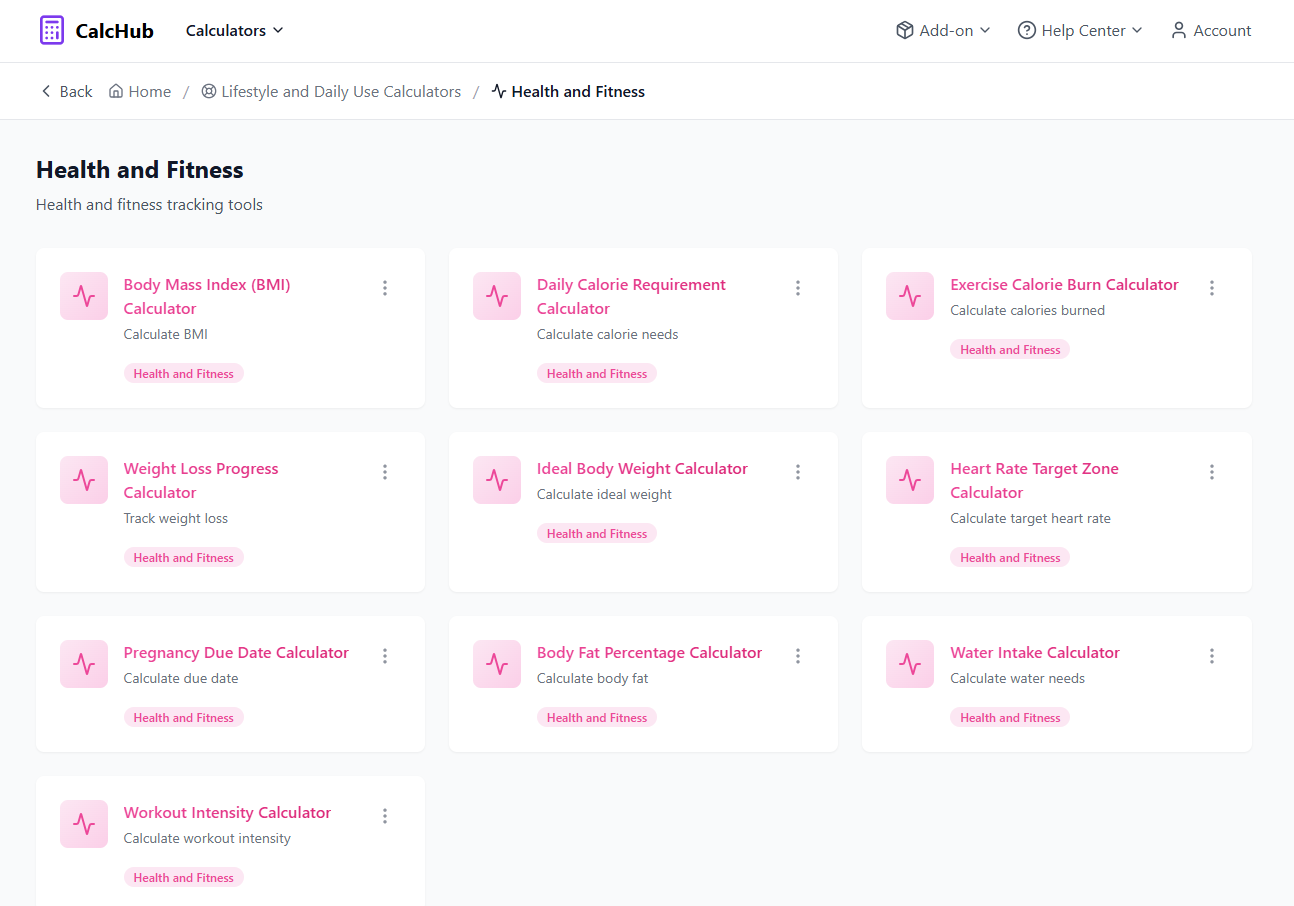 CalcHub
Calculators
Add-on
Help Center
Account
Back
Home
/
Lifestyle and Daily Use Calculators
/
Health and Fitness
Health and Fitness
Health and fitness tracking tools
Body Mass Index (BMI)
Calculator
Calculate BMI
Health and Fitness
Daily Calorie Requirement
Calculator
Calculate calorie needs
Health and Fitness
Exercise Calorie Burn Calculator
Calculate calories burned
Health and Fitness
Weight Loss Progress
Calculator
Track weight loss
Health and Fitness
Ideal Body Weight Calculator
Calculate ideal weight
Health and Fitness
Heart Rate Target Zone
Calculator
Calculate target heart rate
Health and Fitness
Pregnancy Due Date Calculator
Calculate due date
Health and Fitness
Body Fat Percentage Calculator
Calculate body fat
Health and Fitness
Water Intake Calculator
Calculate water needs
Health and Fitness
Workout Intensity Calculator
Calculate workout intensity
Health and Fitness